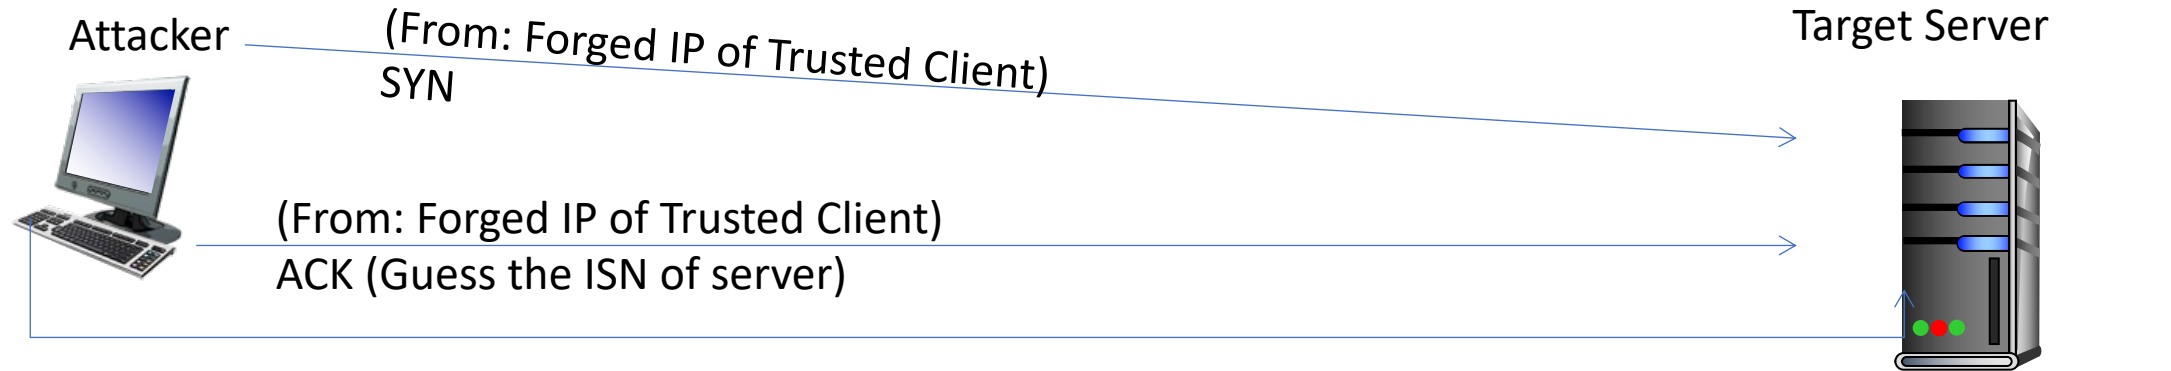 Attacker
(From: Forged IP of Trusted Client)
SYN
Target Server
(From: Forged IP of Trusted Client)
ACK (Guess the ISN of server)